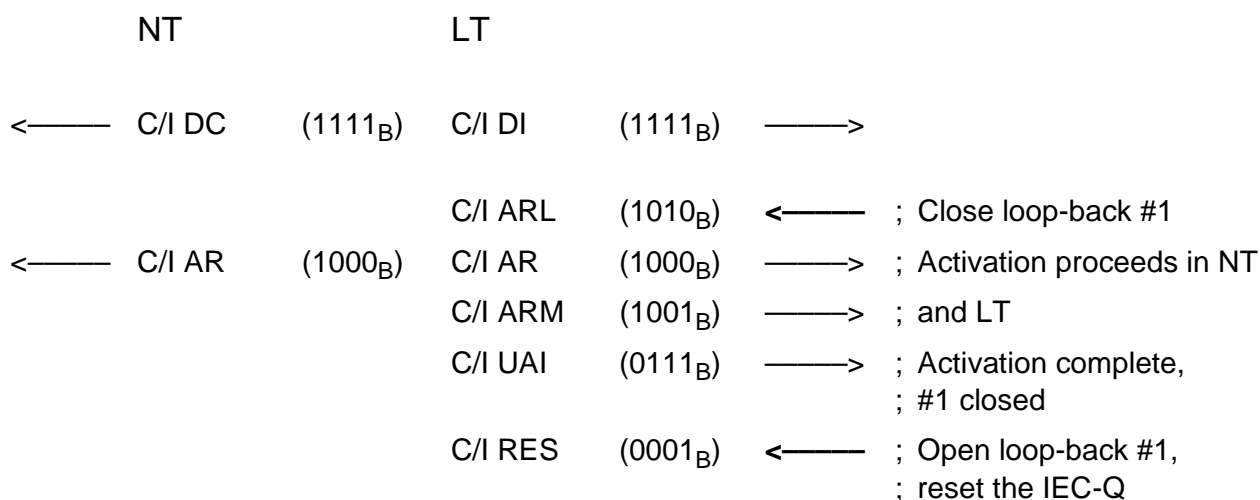 NT LT
<——— C/I DC (1111B) C/I DI (1111B) ———>
C/I ARL (1010B) <——— ; Close loop-back #1
<——— C/I AR (1000B) C/I AR (1000B) ———> ; Activation proceeds in NT
C/I ARM (1001B) ———> ; and LT
C/I UAI (0111B) ———> ; Activation complete,
; #1 closed
C/I RES (0001B) <——— ; Open loop-back #1,
; reset the IEC-Q